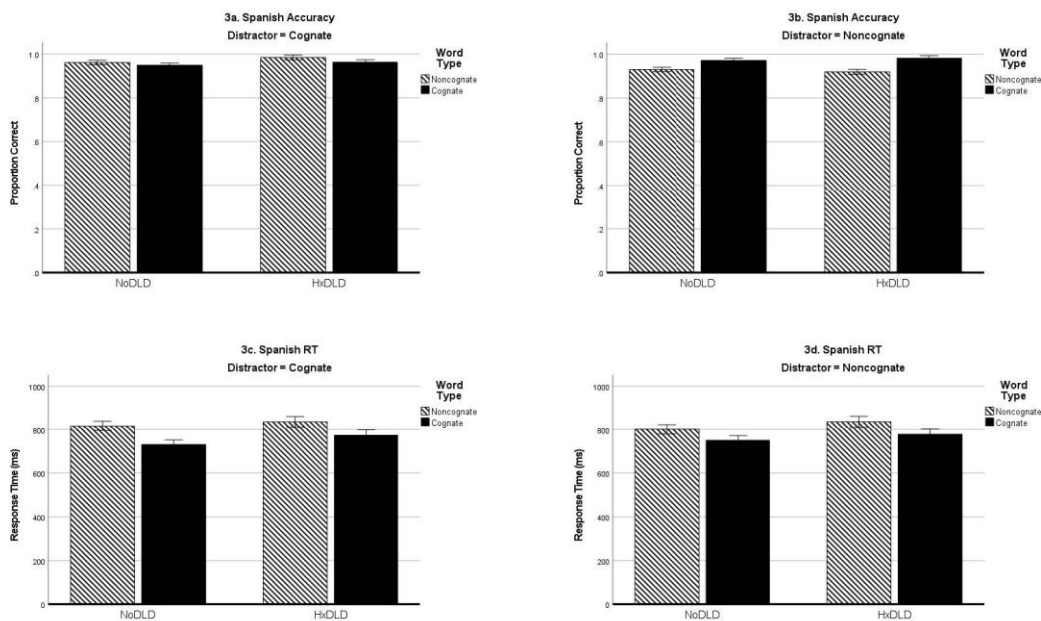 3a. Spanish Accuracy
Distractor = Cognate
Word
Type
Noncognate
Cognate
Proportion Correct
1.0
.8
.6
.4
.2
.0
NoDLD
HxDLD
3b. Spanish Accuracy
Distractor = Noncognate
Word
Type
Noncognate
Cognate
Proportion Correct
1.0
.8
.6
.4
.2
.0
NoDLD
HxDLD
3c. Spanish RT
Distractor = Cognate
Word
Type
Noncognate
Cognate
Response Time (ms)
1000
800
600
400
200
0
NoDLD
HxDLD
3d. Spanish RT
Distractor = Noncognate
Word
Type
Noncognate
Cognate
Response Time (ms)
1000
800
600
400
200
0
NoDLD
HxDLD